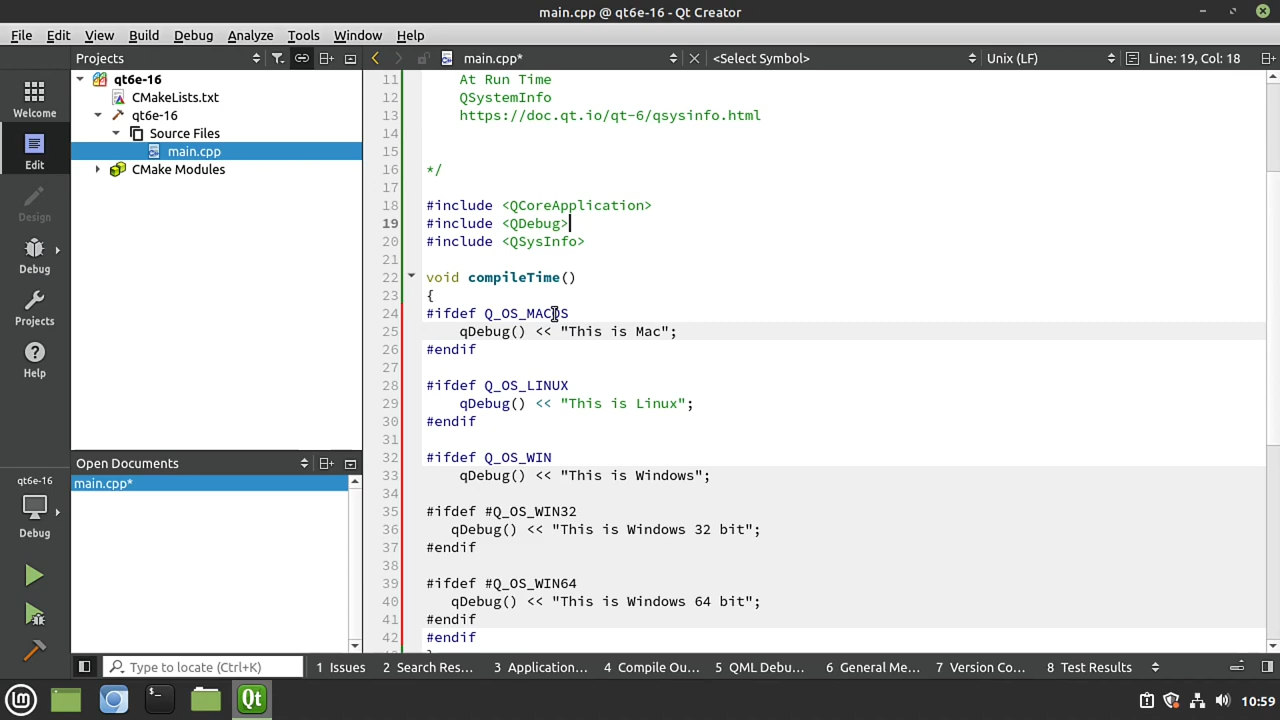 main.cpp @ qt6e-16 - Qt Creator
File Edit View Build Debug Analyze Tools Window Help
Projects main.cpp* <Select Symbol> Unix (LF) Line: 19, Col: 18
Welcome
Edit
Design
Debug
Projects
Help
qt6e-16
Debug
qt6e-16
CMakeLists.txt
qt6e-16
Source Files
main.cpp
CMake Modules
Open Documents
main.cpp*
11 At Run Time
12 QSystemInfo
13 https://doc.qt.io/qt-6/qsysinfo.html
14
15
16 */
17
18 #include <QCoreApplication>
19 #include <QDebug>
20 #include <QSysInfo>
21
22 void compileTime()
23 {
24 #ifdef Q_OS_MACOS
25 qDebug() << "This is Mac";
26 #endif
27
28 #ifdef Q_OS_LINUX
29 qDebug() << "This is Linux";
30 #endif
31
32 #ifdef Q_OS_WIN
33 qDebug() << "This is Windows";
34
35 #ifdef #Q_OS_WIN32
36 qDebug() << "This is Windows 32 bit";
37 #endif
38
39 #ifdef #Q_OS_WIN64
40 qDebug() << "This is Windows 64 bit";
41 #endif
42 #endif
Type to locate (Ctrl+K) 1 Issues 2 Search Res... 3 Application... 4 Compile Ou... 5 QML Debu... 6 General Me... 7 Version Co... 8 Test Results
Qt 10:59